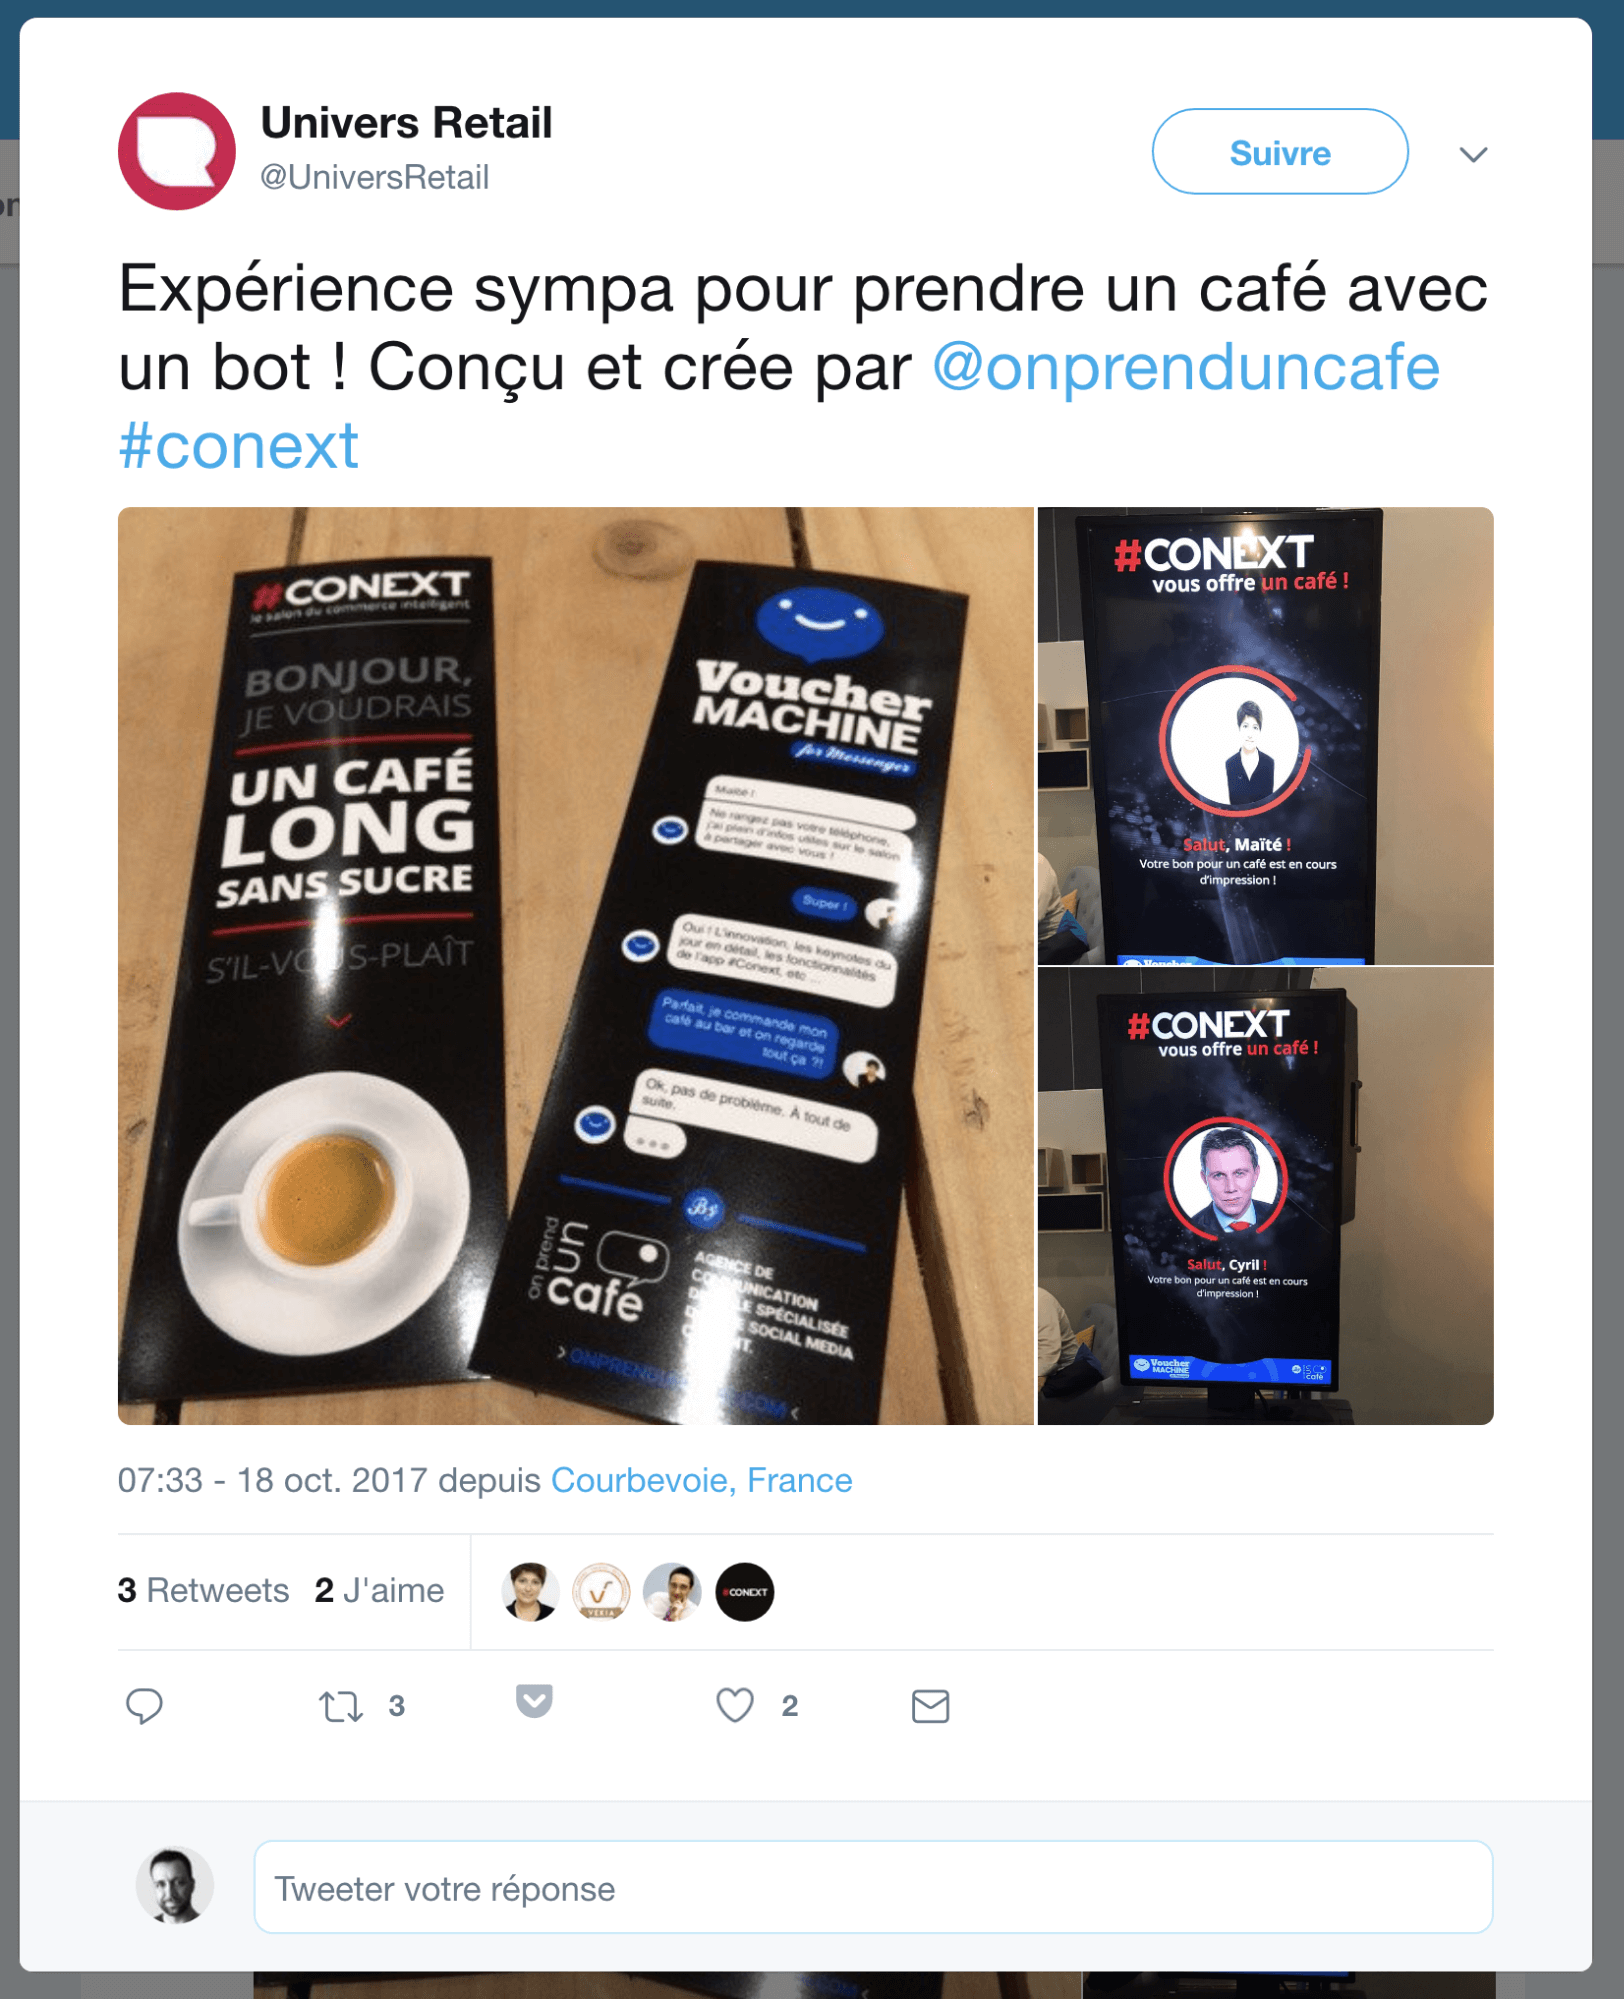 Univers Retail
@UniversRetail
Suivre
Expérience sympa pour prendre un café avec
un bot ! Conçu et crée par @onprenduncafe
#conext
#CONEXT
le salon du commerce intelligent
BONJOUR,
JE VOUDRAIS
UN CAFÉ
LONG
SANS SUCRE
S'IL-VOUS-PLAÎT
Voucher
MACHINE
for Messenger
Maïté !
Ne rangez pas votre téléphone,
j'ai plein d'infos utiles sur le salon
à partager avec vous !
Super !
Oui ! L'innovation, les keynotes du
jour en détail, les fonctionnalités
de l'app #Conext, etc ...
Parfait, je commande mon
café au bar et on regarde
tout ça ?!
Ok, pas de problème. À tout de
suite.
By
on prend
un
café
AGENCE DE
COMMUNICATION
SPÉCIALISÉE
SOCIAL MEDIA
#CONEXT
vous offre un café !
Salut, Maïté !
Votre bon pour un café est en cours
d'impression !
Voucher
#CONEXT
vous offre un café !
Salut, Cyril !
Votre bon pour un café est en cours
d'impression !
Voucher
MACHINE
café
07:33 - 18 oct. 2017 depuis Courbevoie, France
3 Retweets 2 J'aime
VERIA
#CONEXT
3
2
Tweeter votre réponse